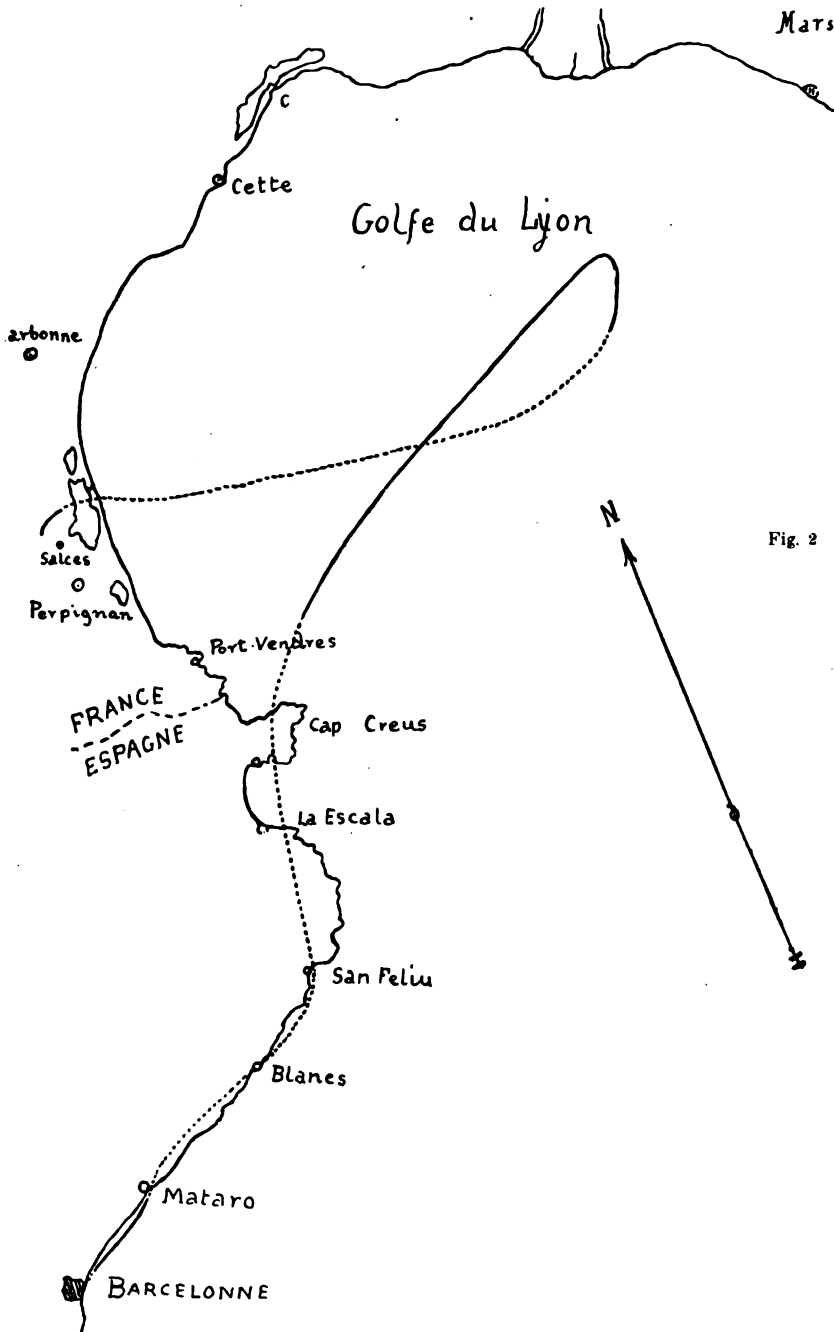 Mars
C
Cette
Golfe du Lyon
arbonne
N
Fig. 2
Salces
Perpignan
Port-Vendres
FRANCE
ESPAGNE
Cap Creus
La Escala
San Feliu
Blanes
Mataro
BARCELONNE